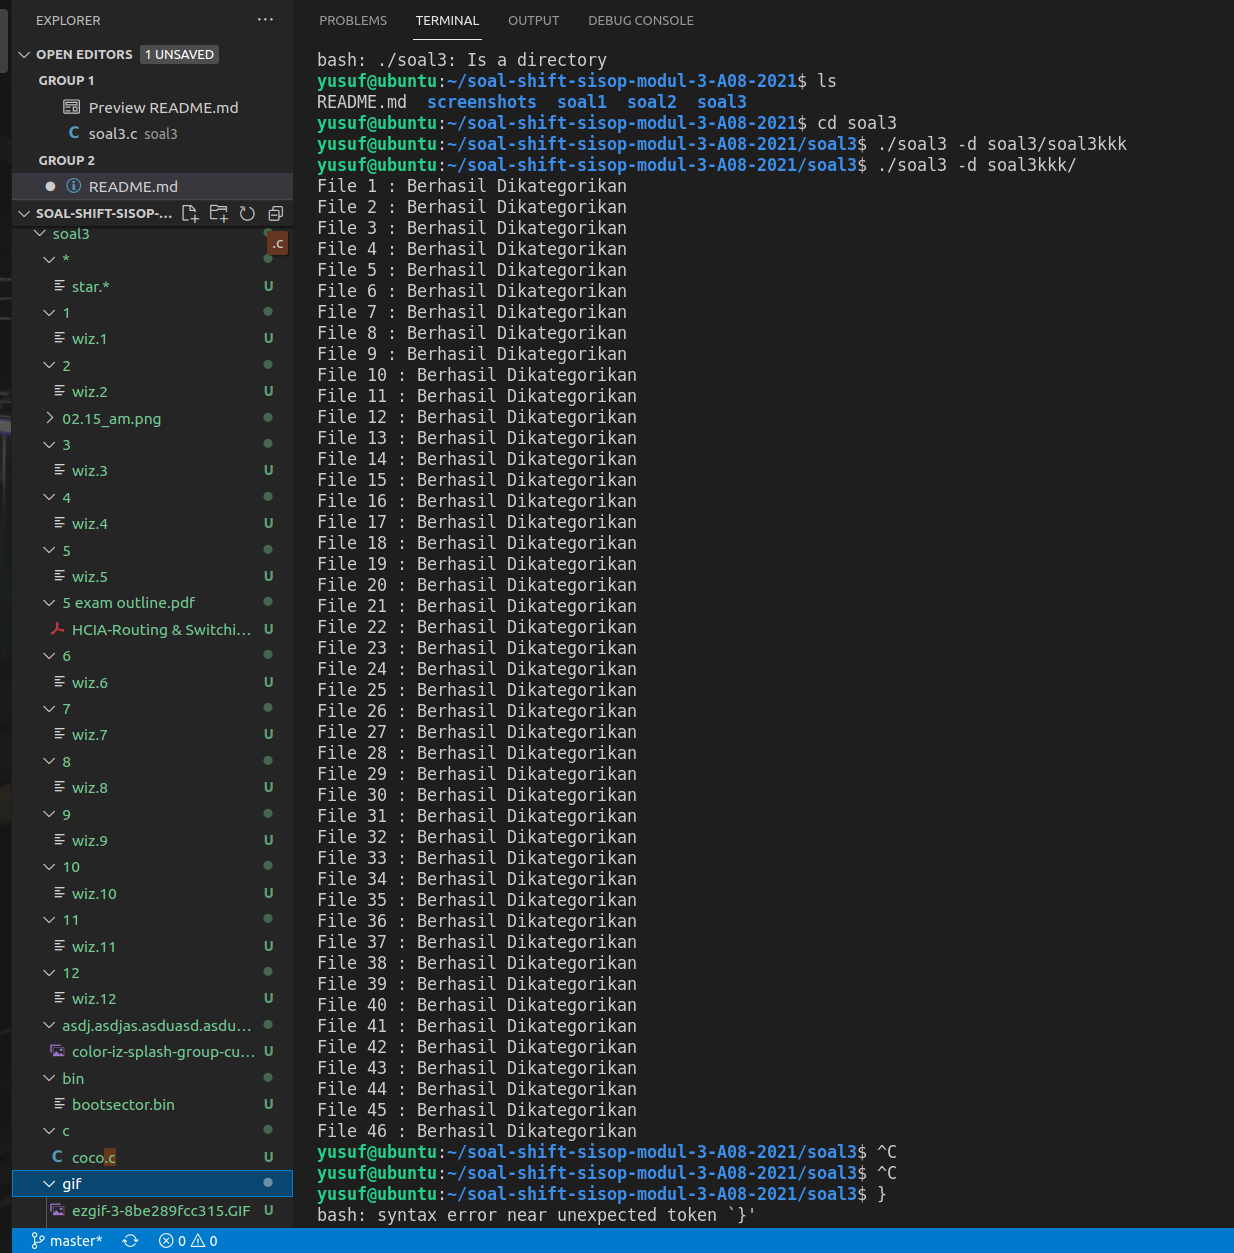 EXPLORER
OPEN EDITORS 1 UNSAVED
GROUP 1
Preview README.md
soal3.c soal3
GROUP 2
README.md
SOAL-SHIFT-SISOP-...
soal3
.c
*
star.* U
1
wiz.1 U
2
wiz.2 U
02.15_am.png
3
wiz.3 U
4
wiz.4 U
5
wiz.5 U
5 exam outline.pdf
HCIA-Routing & Switchi... U
6
wiz.6 U
7
wiz.7 U
8
wiz.8 U
9
wiz.9 U
10
wiz.10 U
11
wiz.11 U
12
wiz.12 U
asdj.asdjas.asduasd.asdu...
color-iz-splash-group-cu... U
bin
bootsector.bin U
c
coco.c U
gif
ezgif-3-8be289fcc315.GIF U
PROBLEMS TERMINAL OUTPUT DEBUG CONSOLE
bash: ./soal3: Is a directory
yusuf@ubuntu:~/soal-shift-sisop-modul-3-A08-2021$ ls
README.md screenshots soal1 soal2 soal3
yusuf@ubuntu:~/soal-shift-sisop-modul-3-A08-2021$ cd soal3
yusuf@ubuntu:~/soal-shift-sisop-modul-3-A08-2021/soal3$ ./soal3 -d soal3/soal3kkk
yusuf@ubuntu:~/soal-shift-sisop-modul-3-A08-2021/soal3$ ./soal3 -d soal3kkk/
File 1 : Berhasil Dikategorikan
File 2 : Berhasil Dikategorikan
File 3 : Berhasil Dikategorikan
File 4 : Berhasil Dikategorikan
File 5 : Berhasil Dikategorikan
File 6 : Berhasil Dikategorikan
File 7 : Berhasil Dikategorikan
File 8 : Berhasil Dikategorikan
File 9 : Berhasil Dikategorikan
File 10 : Berhasil Dikategorikan
File 11 : Berhasil Dikategorikan
File 12 : Berhasil Dikategorikan
File 13 : Berhasil Dikategorikan
File 14 : Berhasil Dikategorikan
File 15 : Berhasil Dikategorikan
File 16 : Berhasil Dikategorikan
File 17 : Berhasil Dikategorikan
File 18 : Berhasil Dikategorikan
File 19 : Berhasil Dikategorikan
File 20 : Berhasil Dikategorikan
File 21 : Berhasil Dikategorikan
File 22 : Berhasil Dikategorikan
File 23 : Berhasil Dikategorikan
File 24 : Berhasil Dikategorikan
File 25 : Berhasil Dikategorikan
File 26 : Berhasil Dikategorikan
File 27 : Berhasil Dikategorikan
File 28 : Berhasil Dikategorikan
File 29 : Berhasil Dikategorikan
File 30 : Berhasil Dikategorikan
File 31 : Berhasil Dikategorikan
File 32 : Berhasil Dikategorikan
File 33 : Berhasil Dikategorikan
File 34 : Berhasil Dikategorikan
File 35 : Berhasil Dikategorikan
File 36 : Berhasil Dikategorikan
File 37 : Berhasil Dikategorikan
File 38 : Berhasil Dikategorikan
File 39 : Berhasil Dikategorikan
File 40 : Berhasil Dikategorikan
File 41 : Berhasil Dikategorikan
File 42 : Berhasil Dikategorikan
File 43 : Berhasil Dikategorikan
File 44 : Berhasil Dikategorikan
File 45 : Berhasil Dikategorikan
File 46 : Berhasil Dikategorikan
yusuf@ubuntu:~/soal-shift-sisop-modul-3-A08-2021/soal3$ ^C
yusuf@ubuntu:~/soal-shift-sisop-modul-3-A08-2021/soal3$ ^C
yusuf@ubuntu:~/soal-shift-sisop-modul-3-A08-2021/soal3$ }
bash: syntax error near unexpected token `}'
master* 0 0